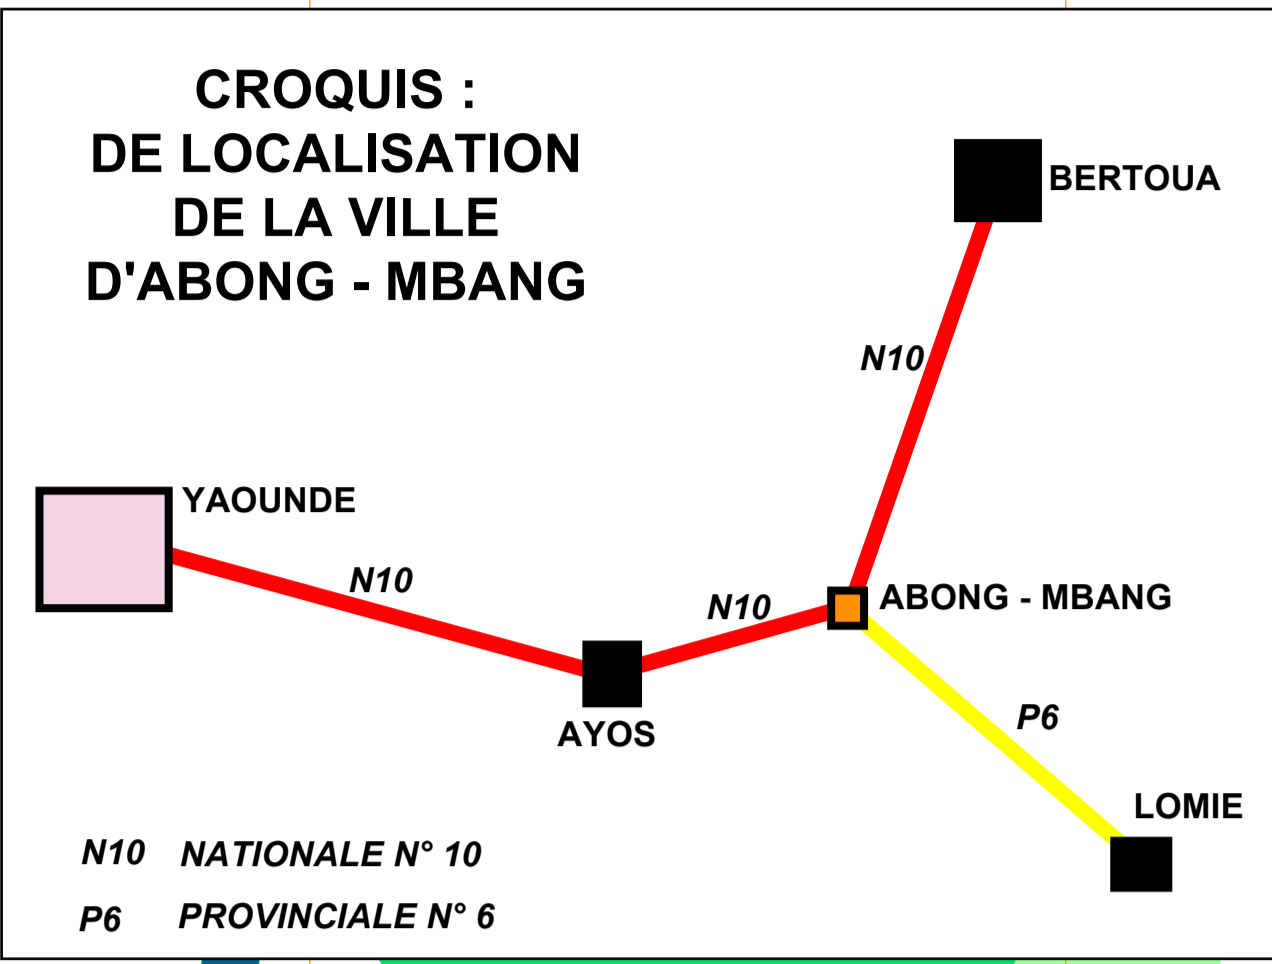 CROQUIS :
DE LOCALISATION
DE LA VILLE
D'ABONG - MBANG
BERTOUA
N10
YAOUNDE
N10
N10
ABONG - MBANG
AYOS
P6
LOMIE
N10 NATIONALE N° 10
P6 PROVINCIALE N° 6